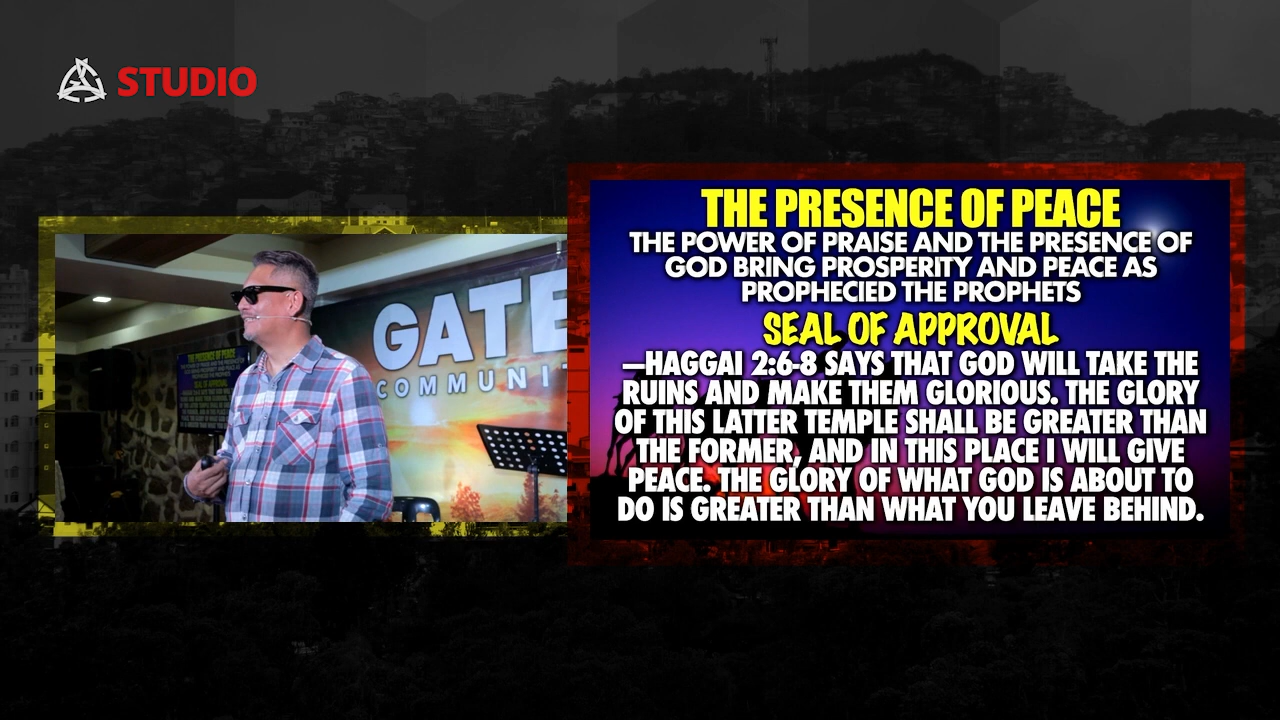 STUDIO
GATE
COMMUNIT
THE PRESENCE OF PEACE
THE POWER OF PRAISE AND THE PRESENCE OF
GOD BRING PROSPERITY AND PEACE AS
PROPHECIED THE PROPHETS
SEAL OF APPROVAL
—HAGGAI 2:6-8 SAYS THAT GOD WILL TAKE THE
RUINS AND MAKE THEM GLORIOUS. THE GLORY
OF THIS LATTER TEMPLE SHALL BE GREATER THAN
THE FORMER, AND IN THIS PLACE I WILL GIVE
PEACE. THE GLORY OF WHAT GOD IS ABOUT TO
DO IS GREATER THAN WHAT YOU LEAVE BEHIND.